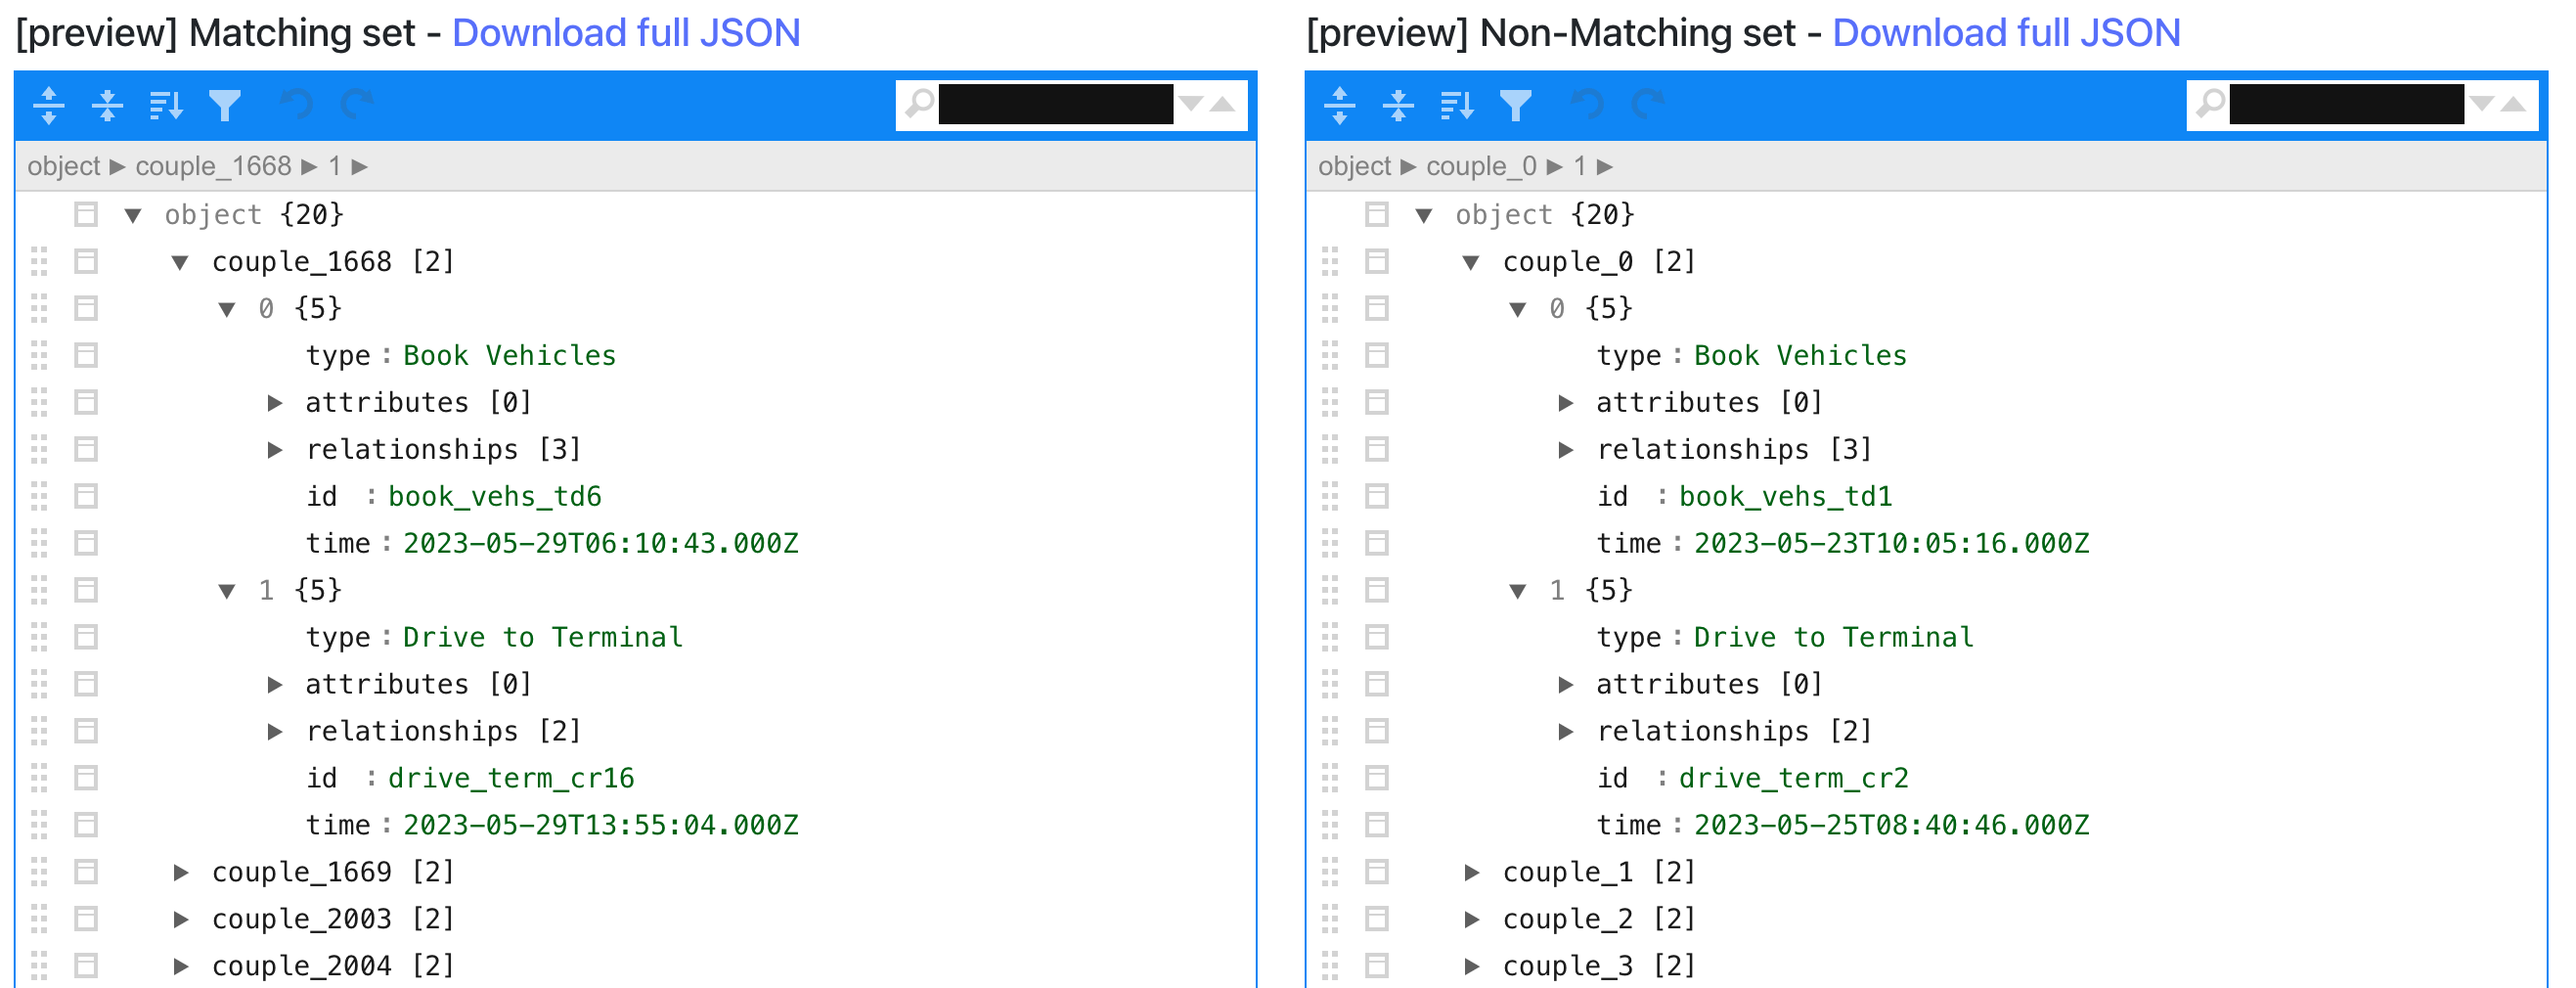 [preview] Matching set - Download full JSON
object ▶ couple_1668 ▶ 1 ▶
object {20}
couple_1668 [2]
0 {5}
type : Book Vehicles
attributes [0]
relationships [3]
id : book_vehs_td6
time : 2023-05-29T06:10:43.000Z
1 {5}
type : Drive to Terminal
attributes [0]
relationships [2]
id : drive_term_cr16
time : 2023-05-29T13:55:04.000Z
couple_1669 [2]
couple_2003 [2]
couple_2004 [2]
[preview] Non-Matching set - Download full JSON
object ▶ couple_0 ▶ 1 ▶
object {20}
couple_0 [2]
0 {5}
type : Book Vehicles
attributes [0]
relationships [3]
id : book_vehs_td1
time : 2023-05-23T10:05:16.000Z
1 {5}
type : Drive to Terminal
attributes [0]
relationships [2]
id : drive_term_cr2
time : 2023-05-25T08:40:46.000Z
couple_1 [2]
couple_2 [2]
couple_3 [2]